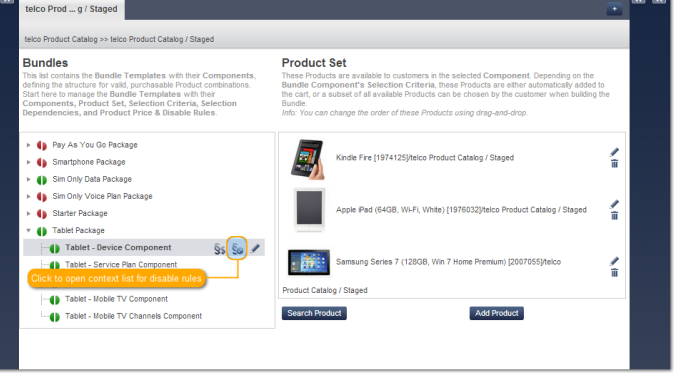 telco Prod ... g / Staged
+
telco Product Catalog >> telco Product Catalog / Staged
Bundles
This list contains the Bundle Templates with their Components,
defining the structure for valid, purchasable Product combinations.
Start here to manage the Bundle Templates with their
Components, Product Set, Selection Criteria, Selection
Dependencies, and Product Price & Disable Rules.
Pay As You Go Package
Smartphone Package
Sim Only Data Package
Sim Only Voice Plan Package
Starter Package
Tablet Package
Tablet - Device Component
§$ §
Tablet - Service Plan Component
Click to open context list for disable rules
Tablet - Mobile TV Component
Tablet - Mobile TV Channels Component
Product Set
These Products are available to customers in the selected Component. Depending on the
Bundle Component's Selection Criteria, these Products are either automatically added to
the cart, or a subset of all available Products can be chosen by the customer when building the
Bundle.
Info: You can change the order of these Products using drag-and-drop.
Kindle Fire [1974125]/telco Product Catalog / Staged
Apple iPad (64GB, Wi-Fi, White) [1976032]/telco Product Catalog / Staged
Samsung Series 7 (128GB, Win 7 Home Premium) [2007055]/telco
Product Catalog / Staged
Search Product
Add Product